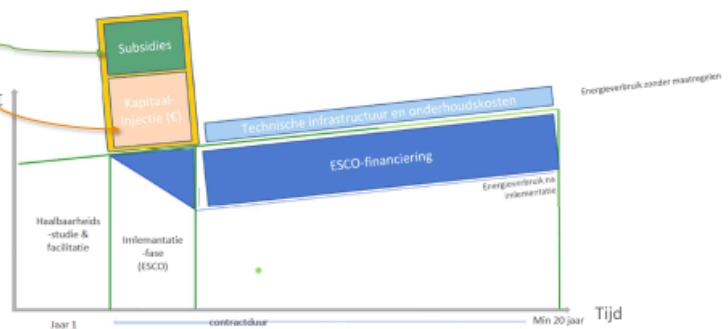 Subsidies
Kapitaal-
injectie (€)
€
Technische infrastructuur en onderhoudskosten
Energieverbruik zonder maatregelen
ESCO-financiering
Energieverbruik na
imlementatie
Haalbaarheids
-studie &
facilitatie
Imlemantatie
-fase
(ESCO)
Jaar 1
contractduur
Min 20 jaar
Tijd